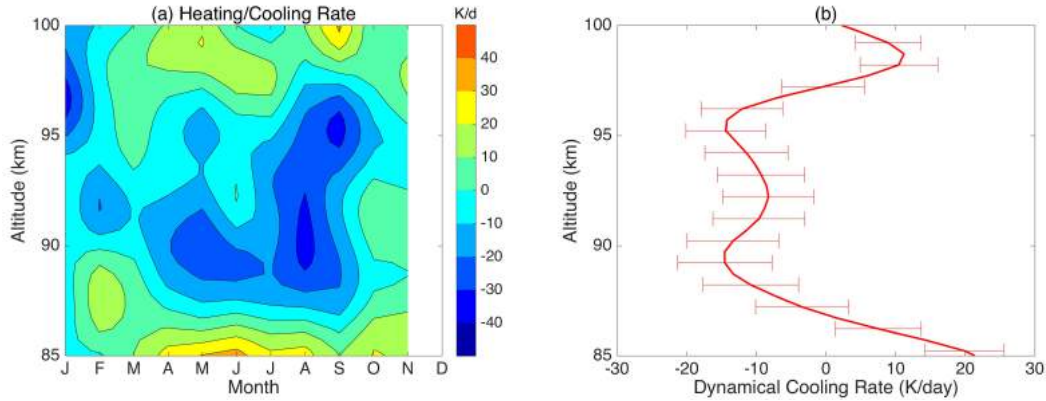 (a) Heating/Cooling Rate
K/d
100
95
90
85
Altitude (km)
J F M A M J J A S O N D
Month
40
30
20
10
0
-10
-20
-30
-40
(b)
100
95
90
85
Altitude (km)
-30 -20 -10 0 10 20 30
Dynamical Cooling Rate (K/day)